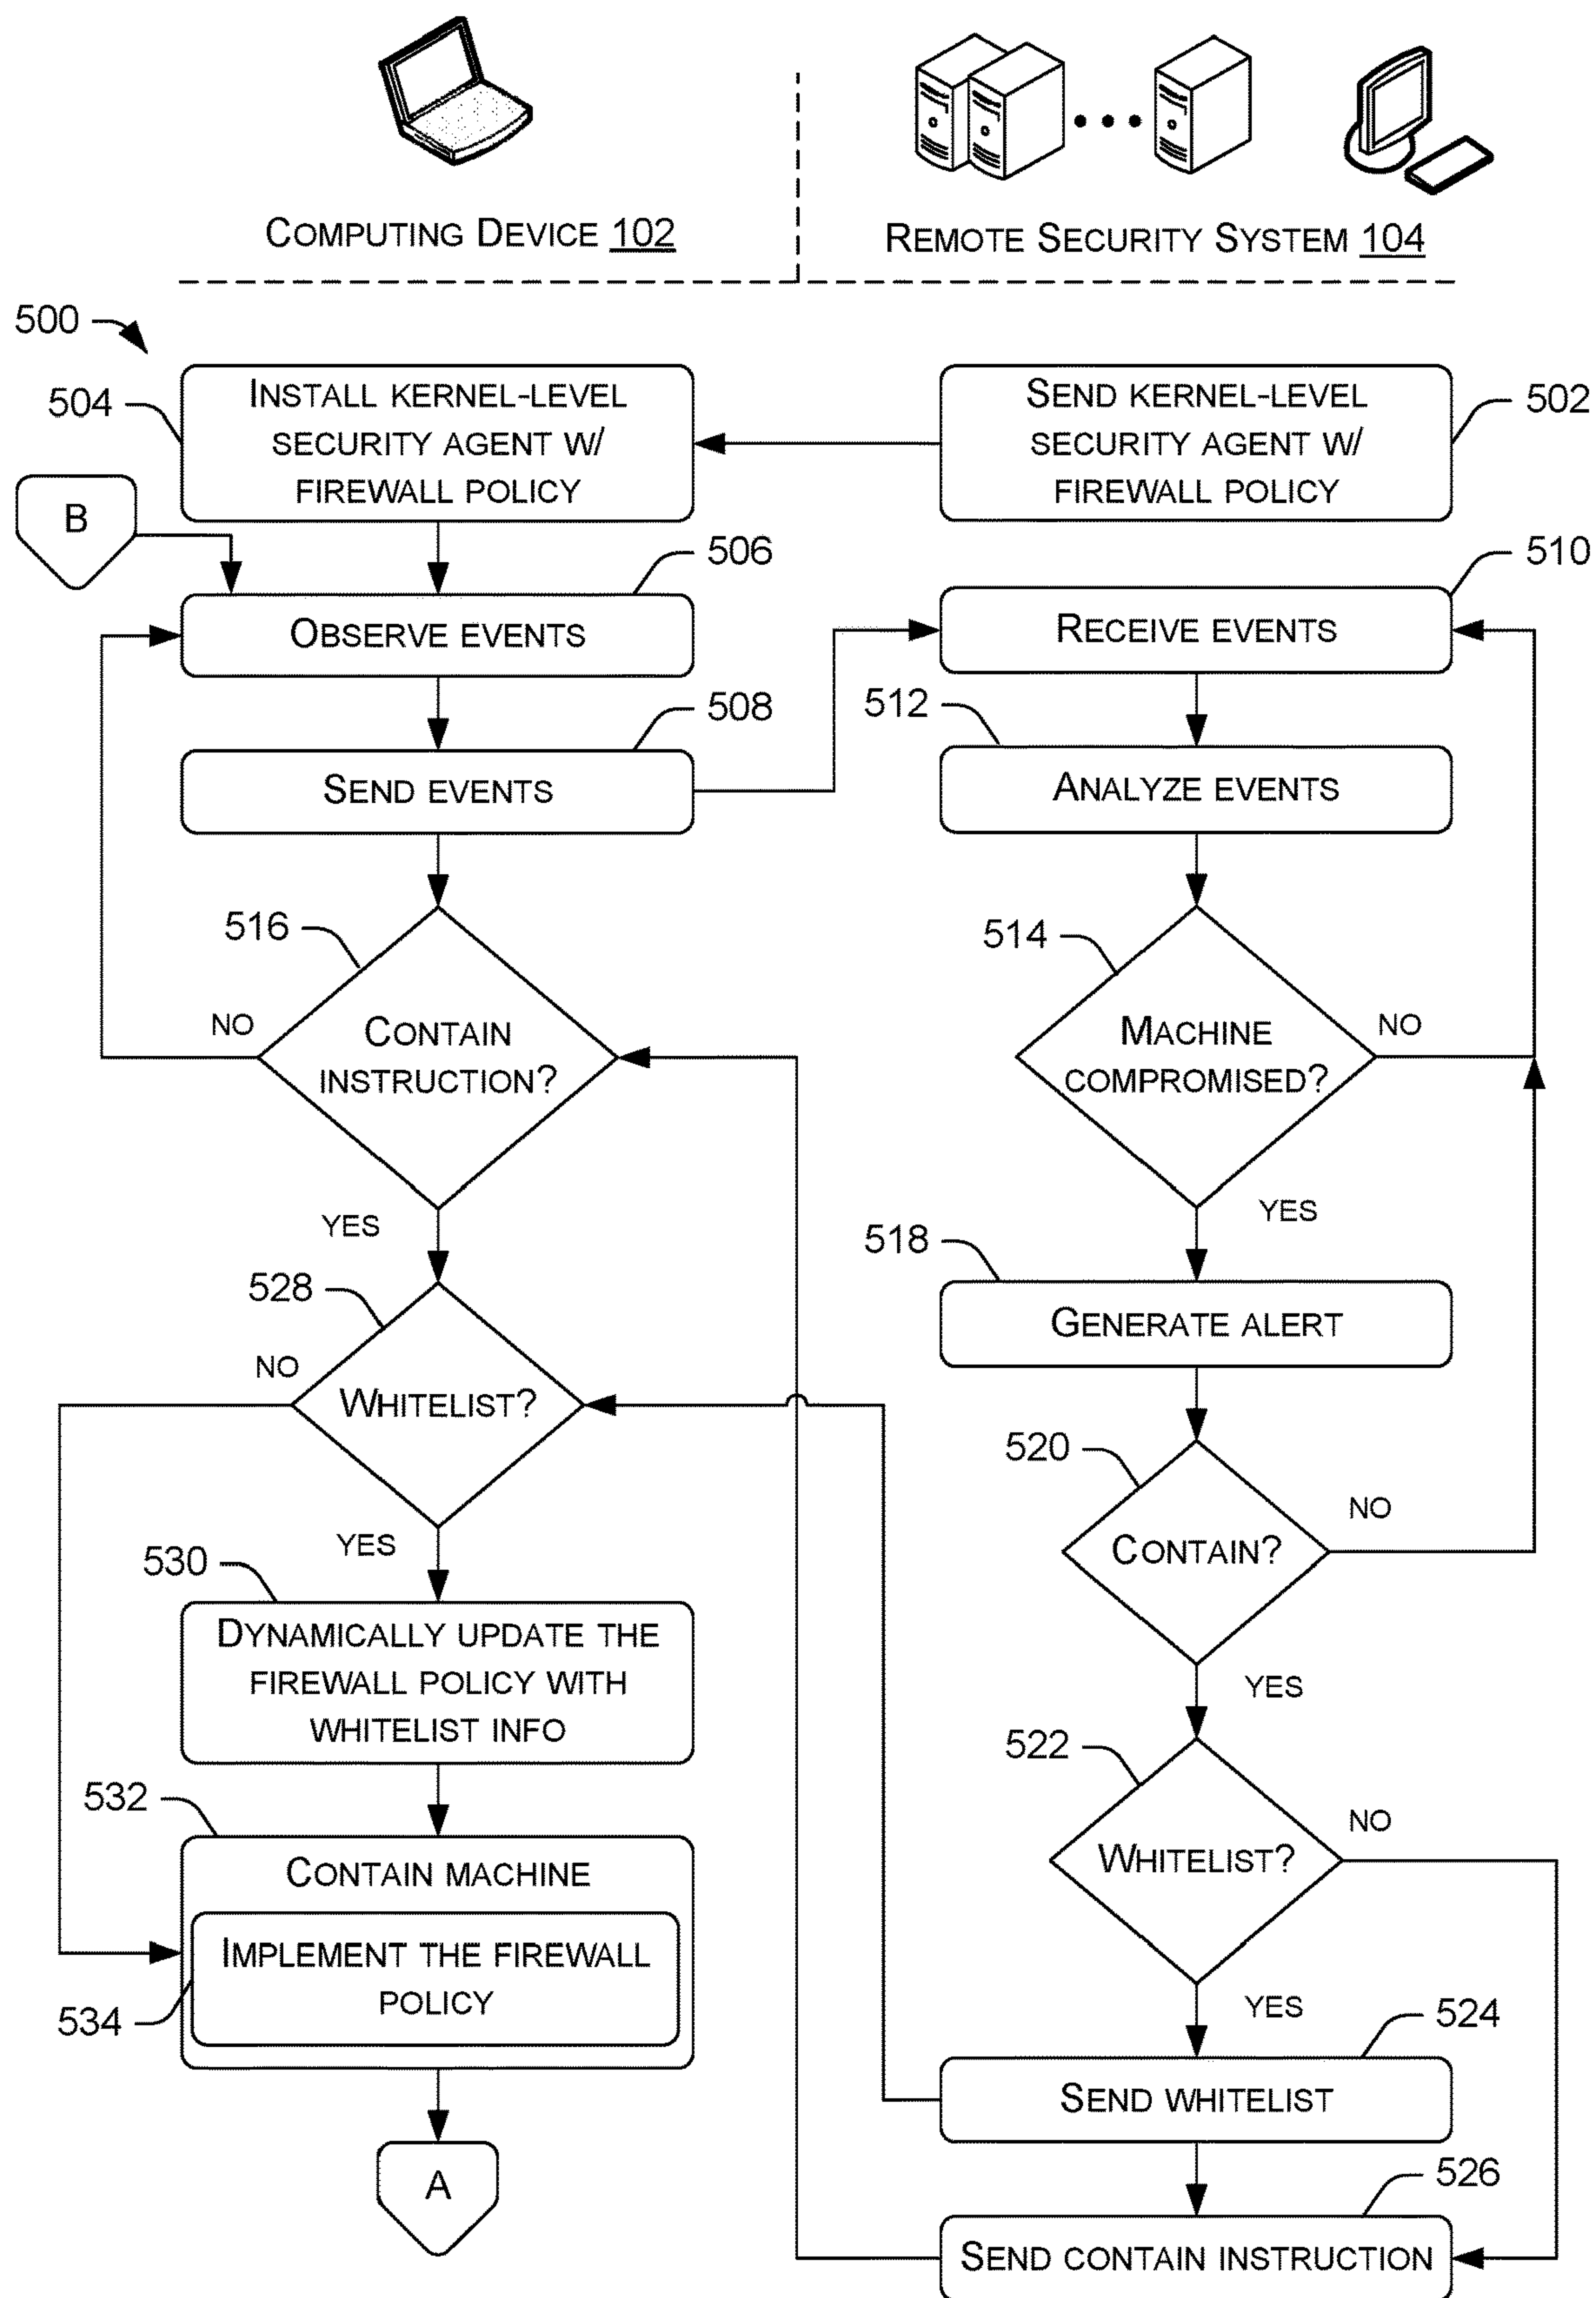 COMPUTING DEVICE 102
REMOTE SECURITY SYSTEM 104
500
504
INSTALL KERNEL-LEVEL
SECURITY AGENT W/
FIREWALL POLICY
SEND KERNEL-LEVEL
SECURITY AGENT W/
FIREWALL POLICY
502
B
506
OBSERVE EVENTS
510
RECEIVE EVENTS
508
SEND EVENTS
512
ANALYZE EVENTS
516
NO
CONTAIN
INSTRUCTION?
YES
514
MACHINE
COMPROMISED?
NO
YES
518
GENERATE ALERT
528
NO
WHITELIST?
YES
520
CONTAIN?
NO
YES
530
DYNAMICALLY UPDATE THE
FIREWALL POLICY WITH
WHITELIST INFO
522
WHITELIST?
NO
YES
532
CONTAIN MACHINE
IMPLEMENT THE FIREWALL
POLICY
534
524
SEND WHITELIST
A
526
SEND CONTAIN INSTRUCTION